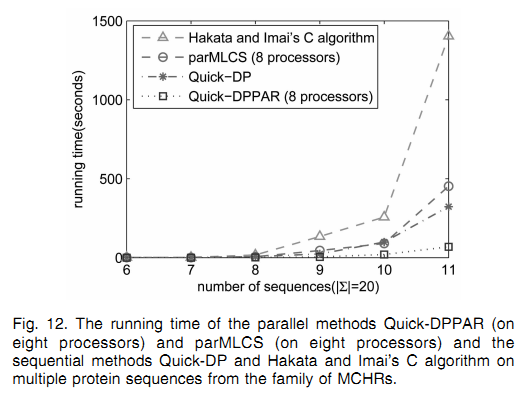 1500
1000
500
0
running time(seconds)
Hakata and Imai's C algorithm
parMLCS (8 processors)
Quick−DP
Quick−DPPAR (8 processors)
6 7 8 9 10 11
number of sequences(|Σ|=20)
Fig. 12. The running time of the parallel methods Quick-DPPAR (on
eight processors) and parMLCS (on eight processors) and the
sequential methods Quick-DP and Hakata and Imai's C algorithm on
multiple protein sequences from the family of MCHRs.